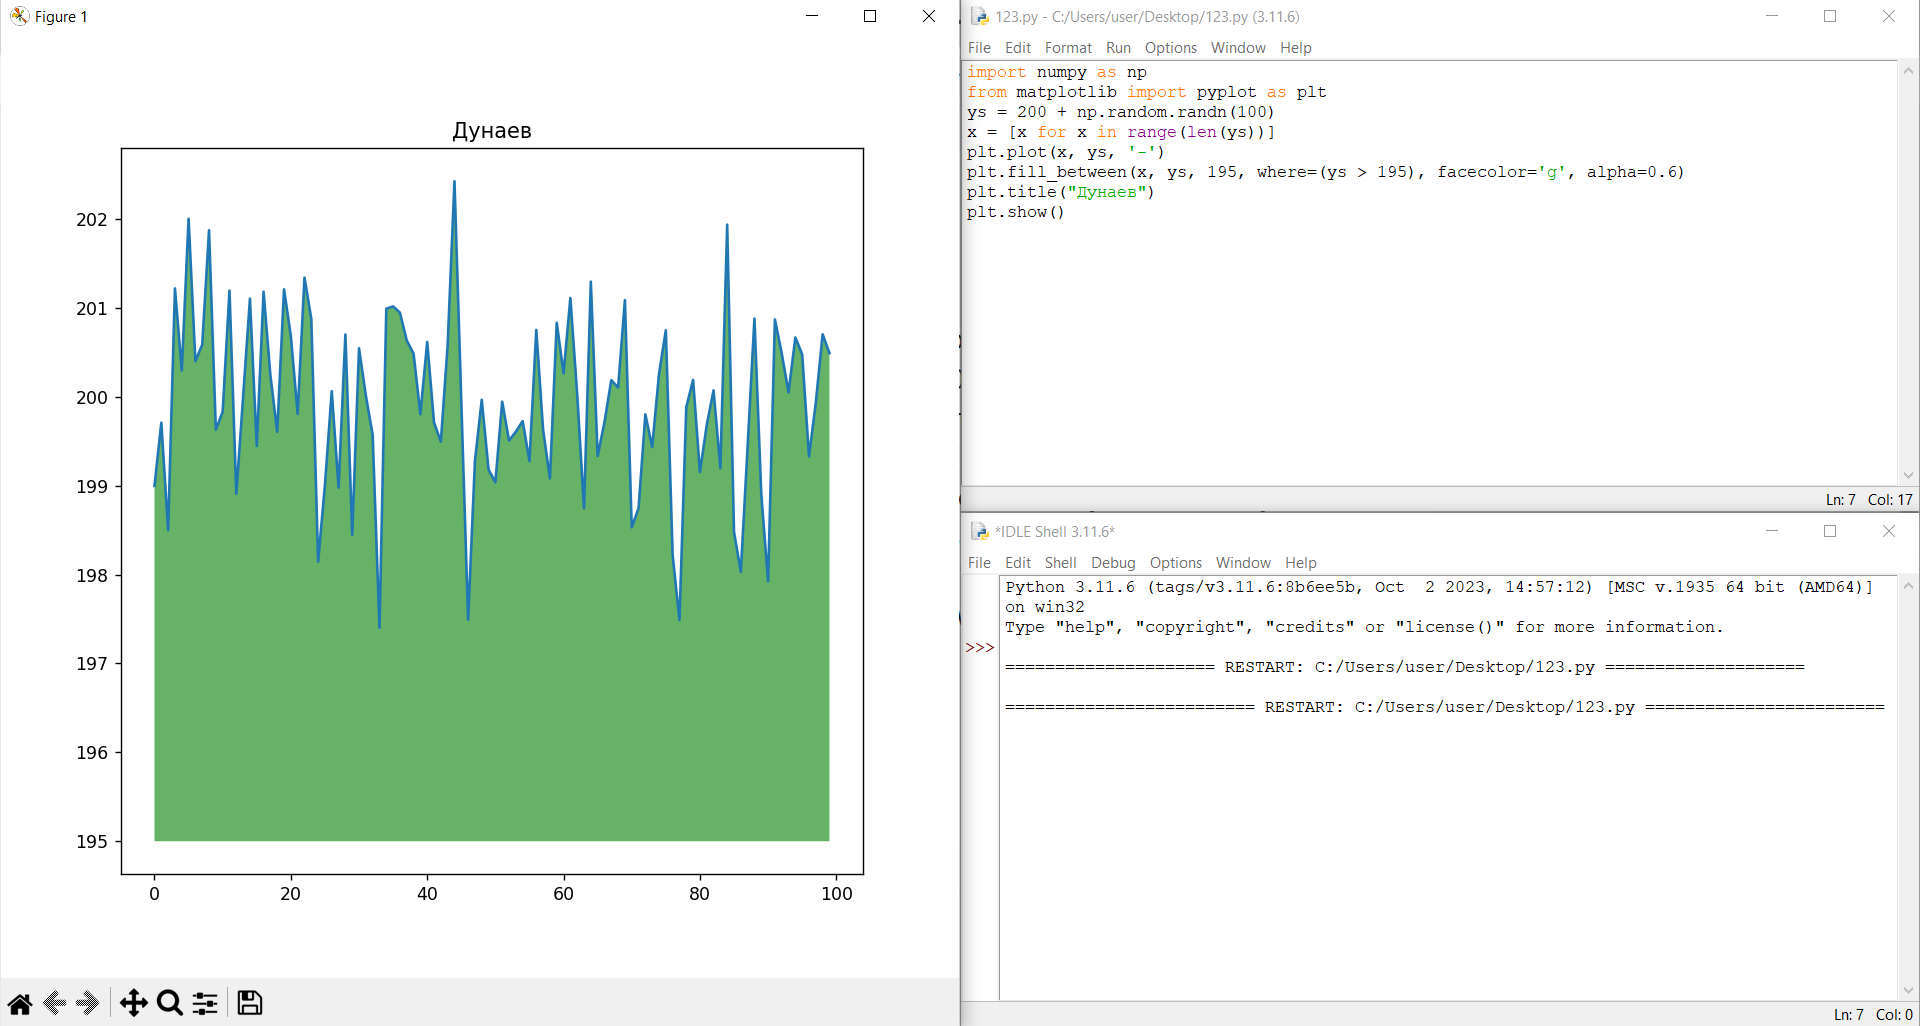 Figure 1
Дунаев
202
201
200
199
198
197
196
195
0 20 40 60 80 100
123.py - C:/Users/user/Desktop/123.py (3.11.6)
File Edit Format Run Options Window Help
import numpy as np
from matplotlib import pyplot as plt
ys = 200 + np.random.randn(100)
x = [x for x in range(len(ys))]
plt.plot(x, ys, '-')
plt.fill_between(x, ys, 195, where=(ys > 195), facecolor='g', alpha=0.6)
plt.title("Дунаев")
plt.show()
Ln: 7 Col: 17
*IDLE Shell 3.11.6*
File Edit Shell Debug Options Window Help
Python 3.11.6 (tags/v3.11.6:8b6ee5b, Oct  2 2023, 14:57:12) [MSC v.1935 64 bit (AMD64)]
on win32
Type "help", "copyright", "credits" or "license()" for more information.
>>>
===================== RESTART: C:/Users/user/Desktop/123.py ====================
========================= RESTART: C:/Users/user/Desktop/123.py ========================
Ln: 7 Col: 0